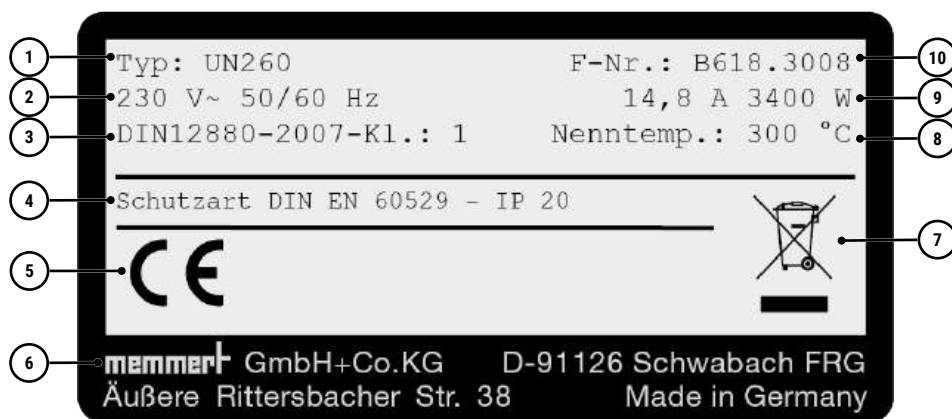 1 Typ: UN260 F-Nr.: B618.3008 10
2 230 V~ 50/60 Hz 14,8 A 3400 W 9
3 DIN12880-2007-Kl.: 1 Nenntemp.: 300 °C 8
4 Schutzart DIN EN 60529 - IP 20
5 CE 7
6 memmert GmbH+Co.KG D-91126 Schwabach FRG
Äußere Rittersbacher Str. 38 Made in Germany